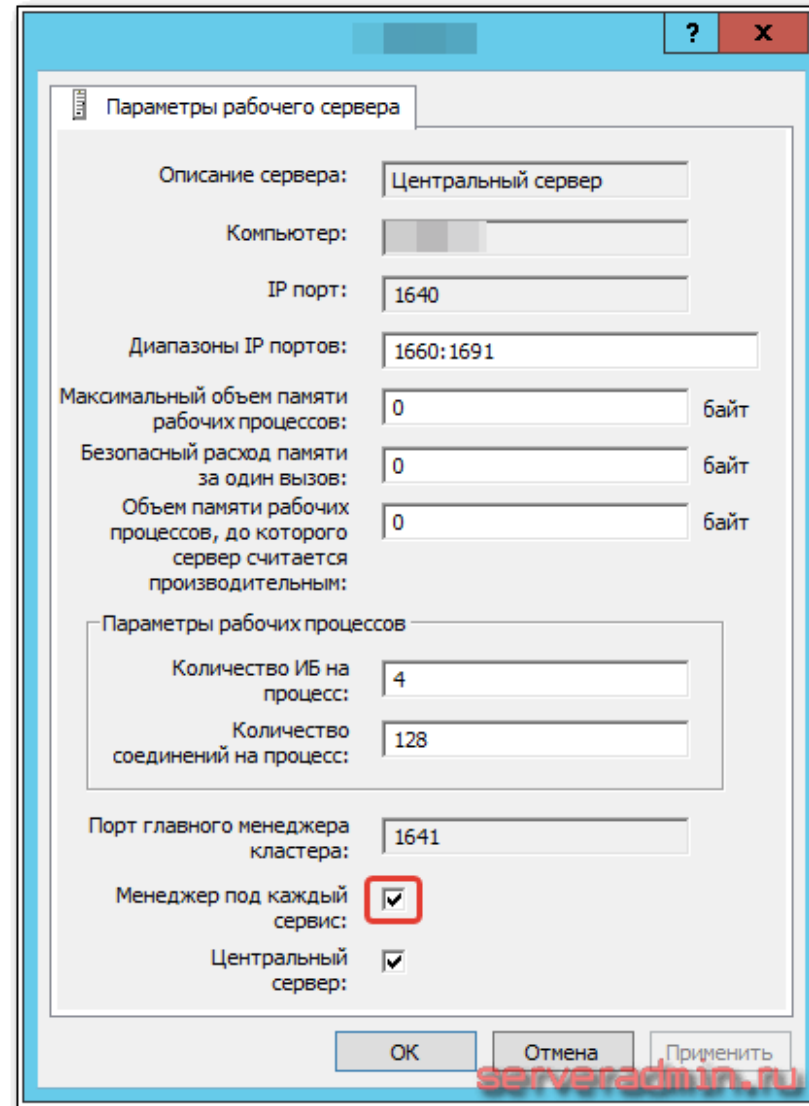 ?
x
Параметры рабочего сервера
Описание сервера:
Центральный сервер
Компьютер:
IP порт:
1640
Диапазоны IP портов:
1660:1691
Максимальный объем памяти
рабочих процессов:
0
байт
Безопасный расход памяти
за один вызов:
0
байт
Объем памяти рабочих
процессов, до которого
сервер считается
производительным:
0
байт
Параметры рабочих процессов
Количество ИБ на
процесс:
4
Количество
соединений на процесс:
128
Порт главного менеджера
кластера:
1641
Менеджер под каждый
сервис:
Центральный
сервер:
OK
Отмена
Применить
serveradmin.ru